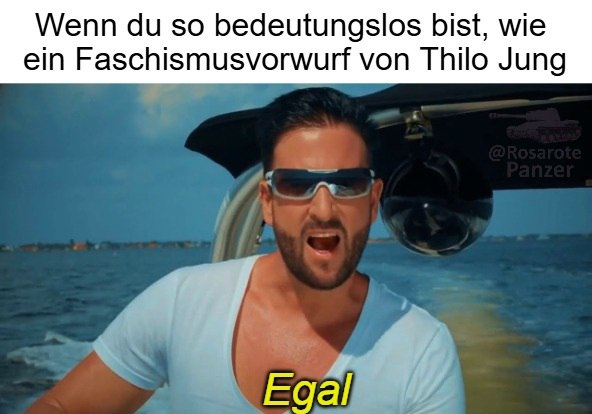 Wenn du so bedeutungslos bist, wie
ein Faschismusvorwurf von Thilo Jung
@Rosarote
Panzer
Egal